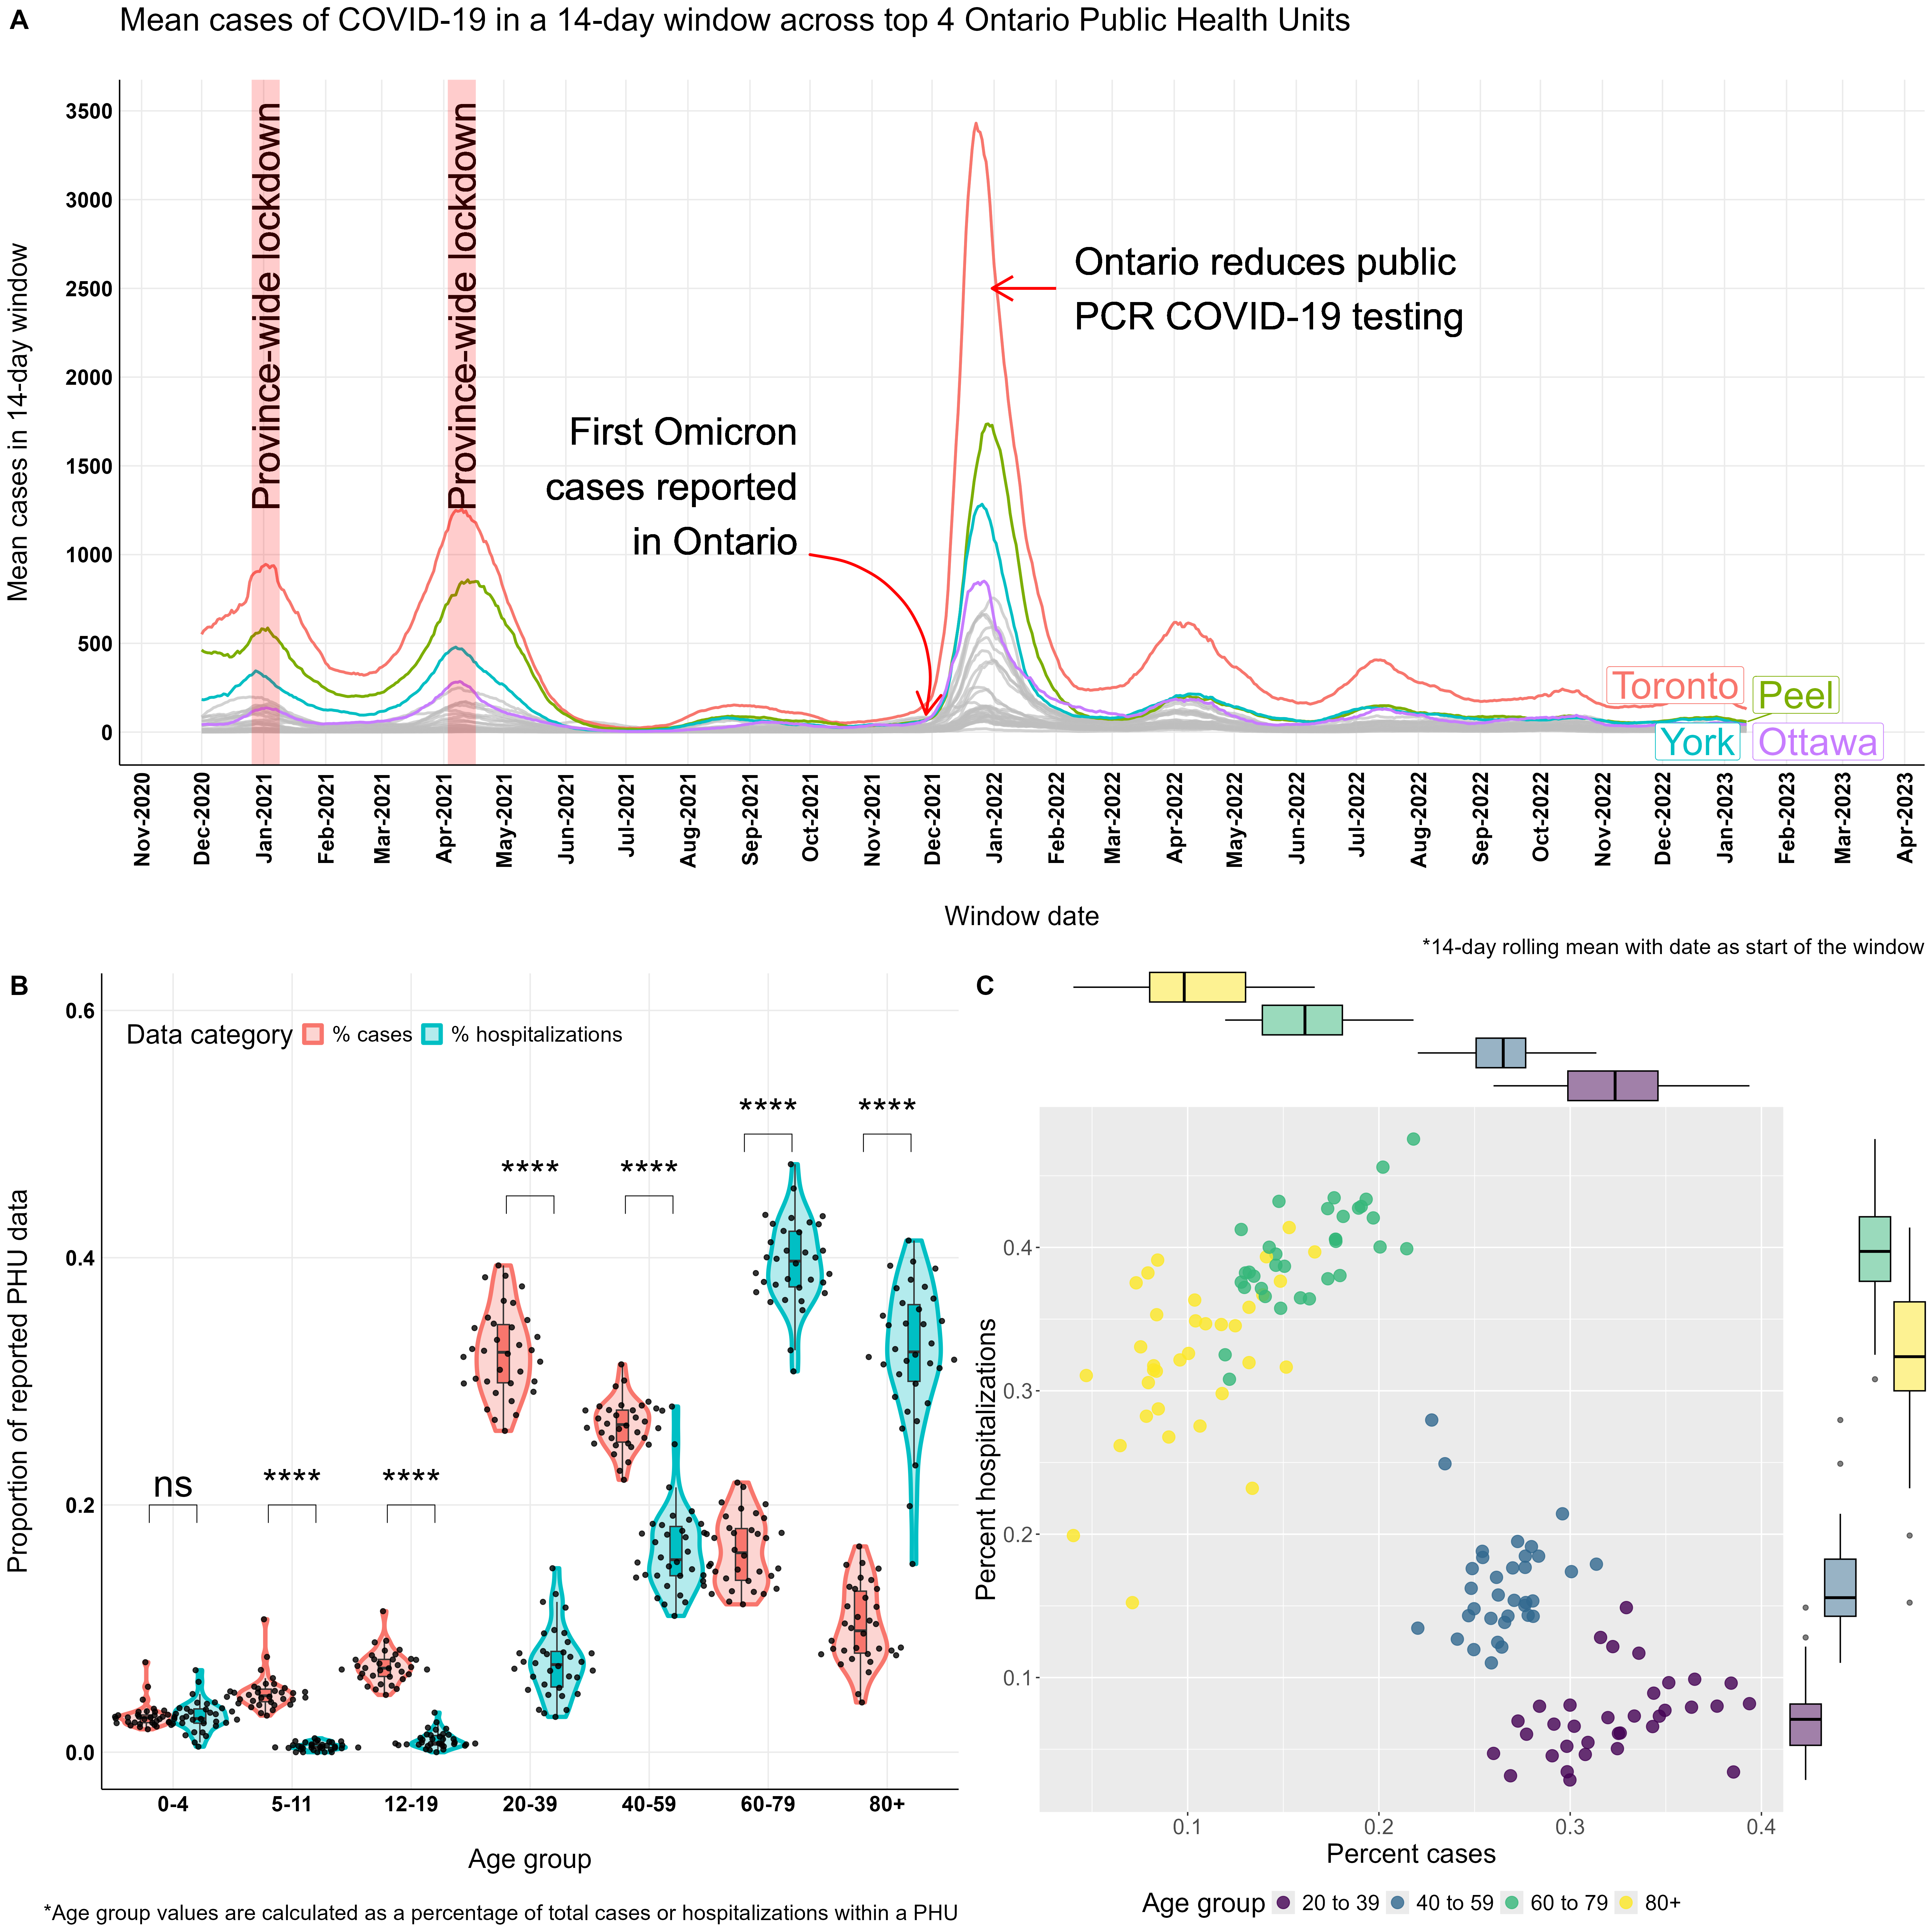 A
Mean cases of COVID-19 in a 14-day window across top 4 Ontario Public Health Units
Mean cases in 14-day window
3500
3000
2500
2000
1500
1000
500
0
Province-wide lockdown
Province-wide lockdown
First Omicron
cases reported
in Ontario
Ontario reduces public
PCR COVID-19 testing
Toronto
Peel
York
Ottawa
Nov-2020
Dec-2020
Jan-2021
Feb-2021
Mar-2021
Apr-2021
May-2021
Jun-2021
Jul-2021
Aug-2021
Sep-2021
Oct-2021
Nov-2021
Dec-2021
Jan-2022
Feb-2022
Mar-2022
Apr-2022
May-2022
Jun-2022
Jul-2022
Aug-2022
Sep-2022
Oct-2022
Nov-2022
Dec-2022
Jan-2023
Feb-2023
Mar-2023
Apr-2023
Window date
*14-day rolling mean with date as start of the window
B
Proportion of reported PHU data
0.6
0.4
0.2
0.0
Data category % cases % hospitalizations
ns
****
****
****
****
****
****
0-4
5-11
12-19
20-39
40-59
60-79
80+
Age group
*Age group values are calculated as a percentage of total cases or hospitalizations within a PHU
C
Percent hospitalizations
0.4
0.3
0.2
0.1
0.1
0.2
0.3
0.4
Percent cases
Age group 20 to 39 40 to 59 60 to 79 80+